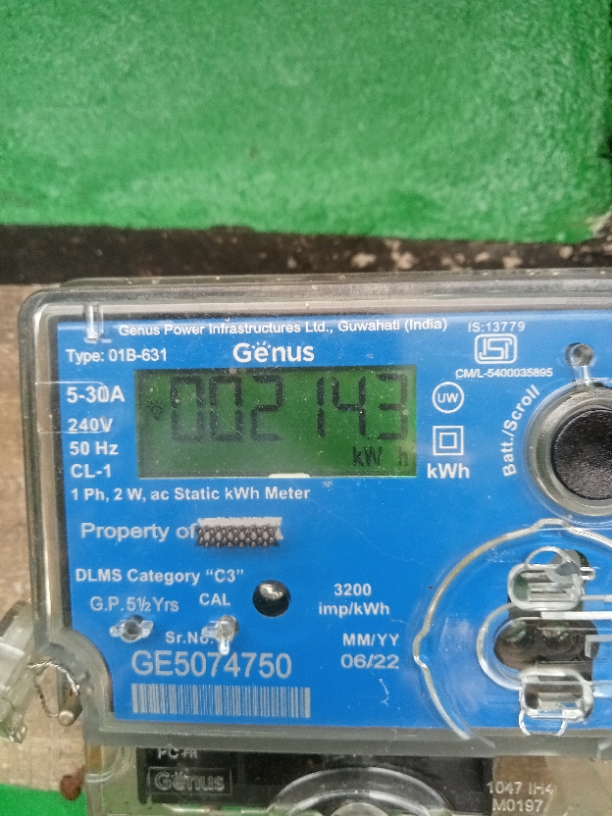 Genus Power Infrastructures Ltd., Guwahati (India)
IS:13779
Type: 01B-631
Genus
CM/L-5400035895
5-30A
002143
UW
240V
50 Hz
kW h
kWh
Batt./Scroll
CL-1
1 Ph, 2 W, ac Static kWh Meter
Property of
DLMS Category "C3"
3200
imp/kWh
G.P.5½Yrs
CAL
Sr.No.
MM/YY
GE5074750
06/22
Genus
1047 IH4
M0197